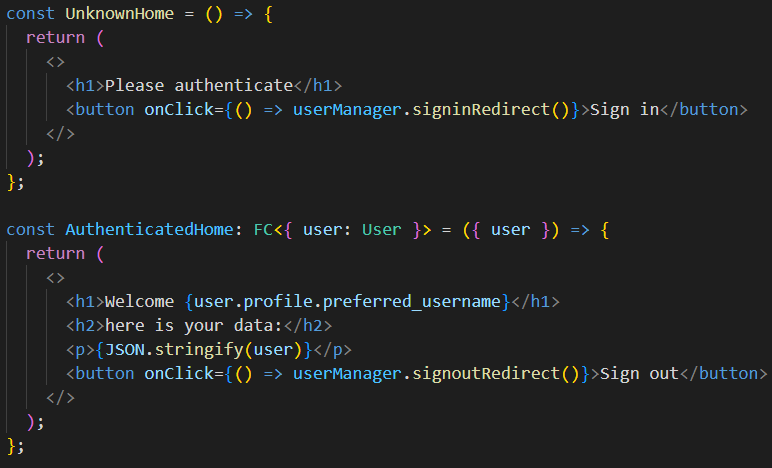 const UnknownHome = () => {
  return (
    <>
      <h1>Please authenticate</h1>
      <button onClick={() => userManager.signinRedirect()}>Sign in</button>
    </>
  );
};

const AuthenticatedHome: FC<{ user: User }> = ({ user }) => {
  return (
    <>
      <h1>Welcome {user.profile.preferred_username}</h1>
      <h2>here is your data:</h2>
      <p>{JSON.stringify(user)}</p>
      <button onClick={() => userManager.signoutRedirect()}>Sign out</button>
    </>
  );
};